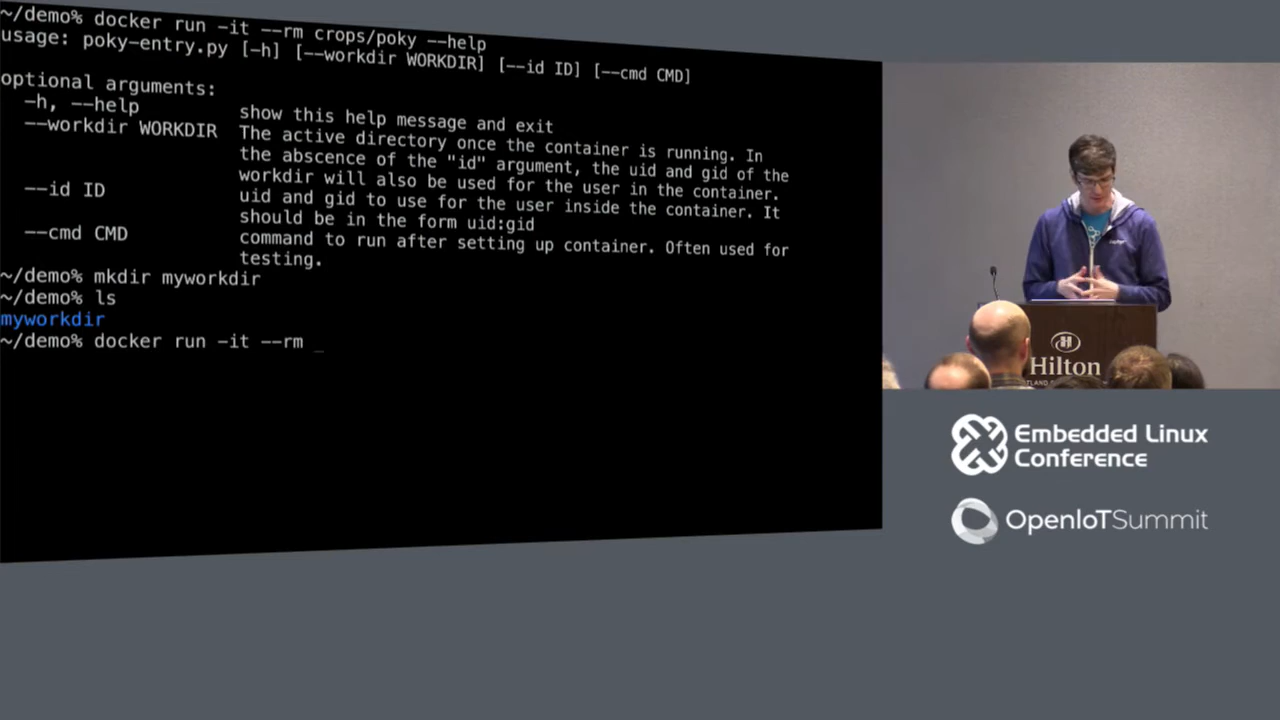 ~/demo% docker run -it --rm crops/poky --help
usage: poky-entry.py [-h] [--workdir WORKDIR] [--id ID] [--cmd CMD]
optional arguments:
-h, --help show this help message and exit
--workdir WORKDIR The active directory once the container is running. In
the abscence of the "id" argument, the uid and gid of the
workdir will also be used for the user in the container.
--id ID uid and gid to use for the user inside the container. It
should be in the form uid:gid
--cmd CMD command to run after setting up container. Often used for
testing.
~/demo% mkdir myworkdir
~/demo% ls
myworkdir
~/demo% docker run -it --rm _
Hilton
Embedded Linux
Conference
OpenIoTSummit